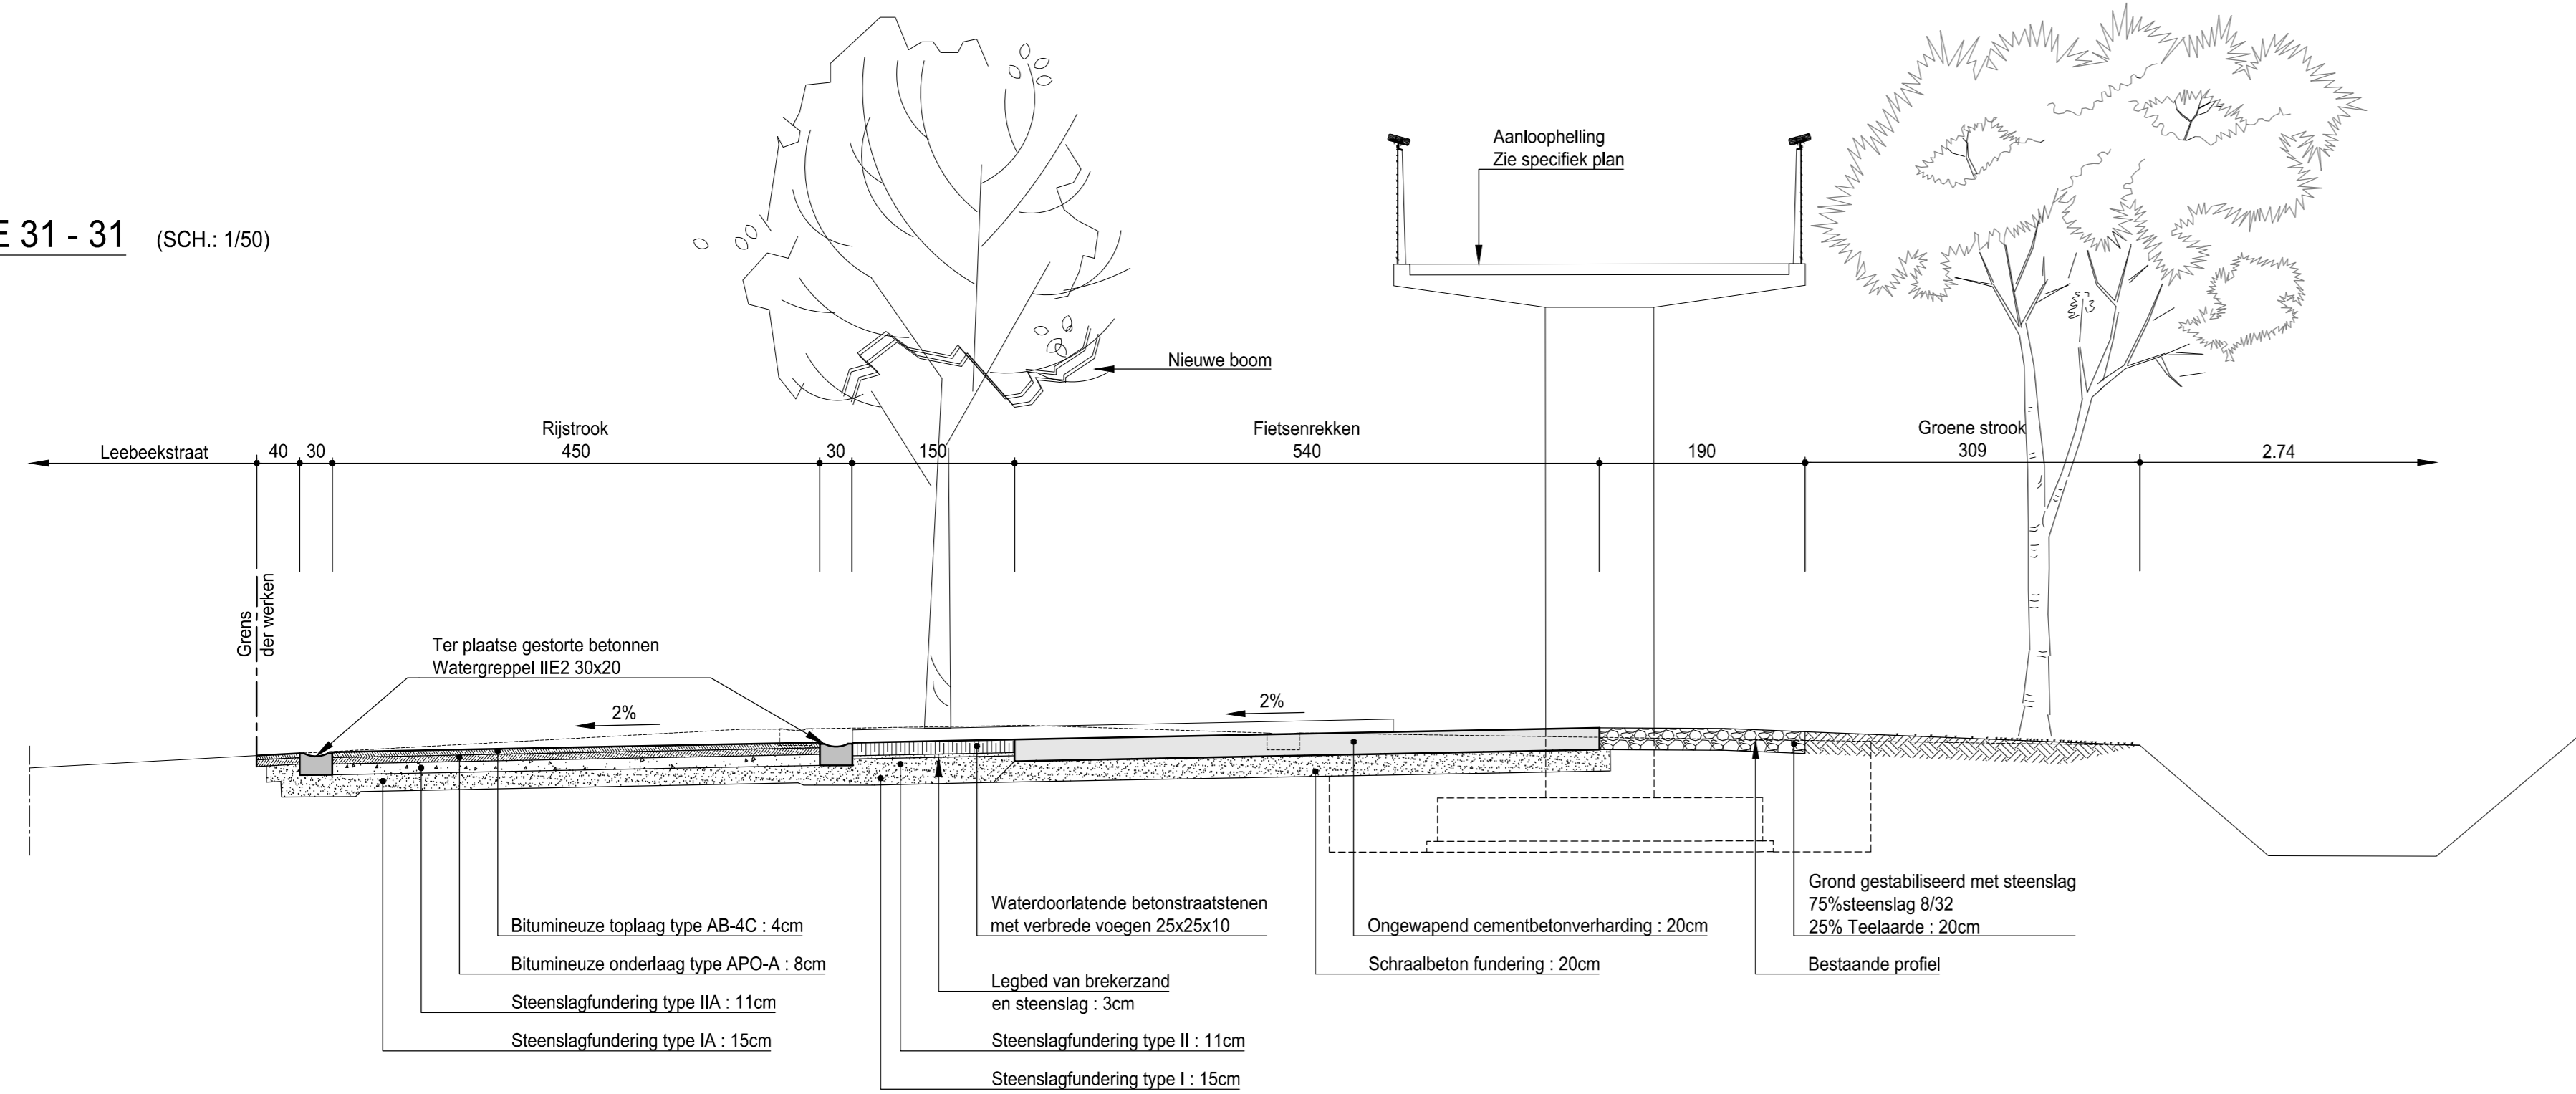 E 31 - 31 (SCH.: 1/50)
Aanloophelling
Zie specifiek plan
Nieuwe boom
Leebeekstraat
40
30
Rijstrook
450
30
150
Fietsenrekken
540
190
Groene strook
309
2.74
Grens
der werken
Ter plaatse gestorte betonnen
Watergreppel IIE2 30x20
2%
2%
Bitumineuze toplaag type AB-4C : 4cm
Bitumineuze onderlaag type APO-A : 8cm
Steenslagfundering type IIA : 11cm
Steenslagfundering type IA : 15cm
Waterdoorlatende betonstraatstenen
met verbrede voegen 25x25x10
Legbed van brekerzand
en steenslag : 3cm
Steenslagfundering type II : 11cm
Steenslagfundering type I : 15cm
Ongewapend cementbetonverharding : 20cm
Schraalbeton fundering : 20cm
Grond gestabiliseerd met steenslag
75%steenslag 8/32
25% Teelaarde : 20cm
Bestaande profiel